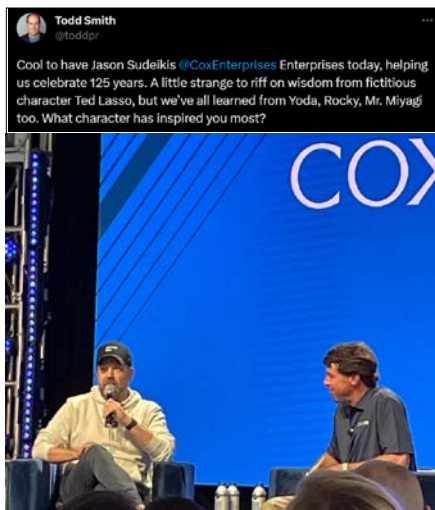 Todd Smith
@toddpr
Cool to have Jason Sudeikis @CoxEnterprises Enterprises today, helping
us celebrate 125 years. A little strange to riff on wisdom from fictitious
character Ted Lasso, but we've all learned from Yoda, Rocky, Mr. Miyagi
too. What character has inspired you most?
COX